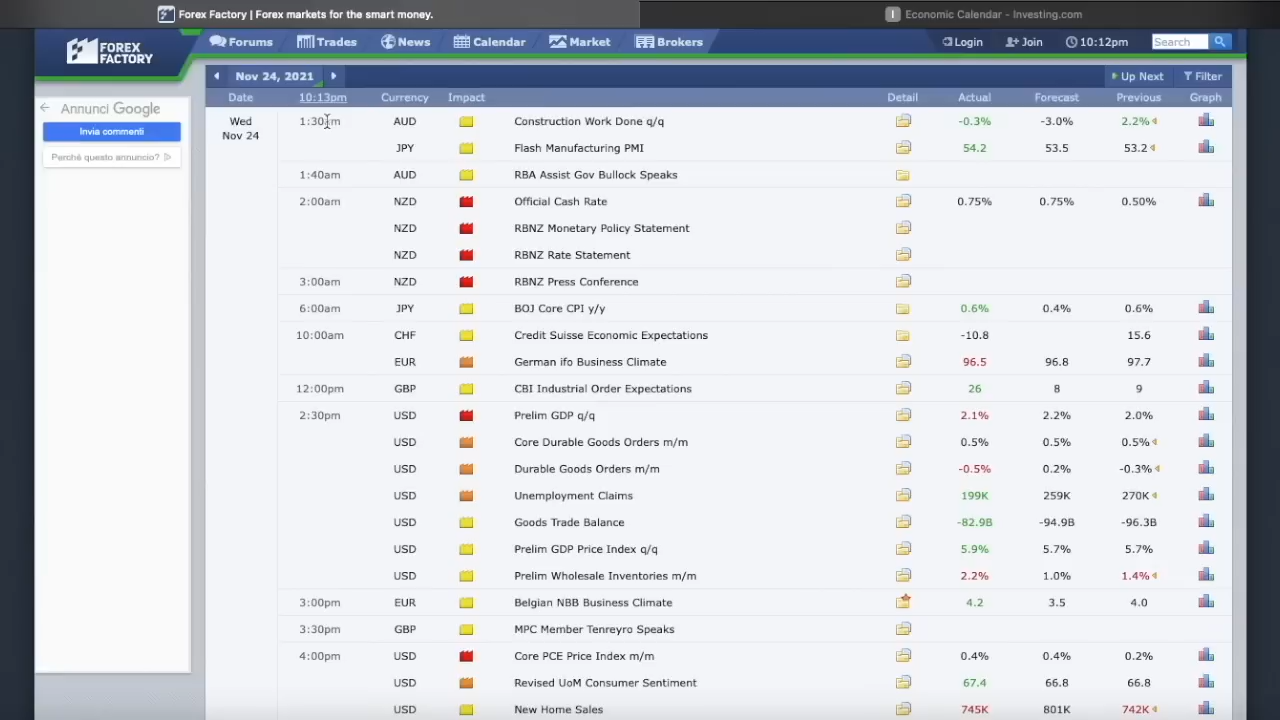 Forex Factory | Forex markets for the smart money.
Economic Calendar - Investing.com
FOREX FACTORY
Forums Trades News Calendar Market Brokers Login Join 10:12pm Search
Nov 24, 2021 Up Next Filter
Date 10:13pm Currency Impact Detail Actual Forecast Previous Graph
Annunci Google
Invia commenti
Perché questo annuncio?
Wed Nov 24
1:30am AUD Construction Work Done q/q -0.3% -3.0% 2.2%
JPY Flash Manufacturing PMI 54.2 53.5 53.2
1:40am AUD RBA Assist Gov Bullock Speaks
2:00am NZD Official Cash Rate 0.75% 0.75% 0.50%
NZD RBNZ Monetary Policy Statement
NZD RBNZ Rate Statement
3:00am NZD RBNZ Press Conference
6:00am JPY BOJ Core CPI y/y 0.6% 0.4% 0.6%
10:00am CHF Credit Suisse Economic Expectations -10.8 15.6
EUR German ifo Business Climate 96.5 96.8 97.7
12:00pm GBP CBI Industrial Order Expectations 26 8 9
2:30pm USD Prelim GDP q/q 2.1% 2.2% 2.0%
USD Core Durable Goods Orders m/m 0.5% 0.5% 0.5%
USD Durable Goods Orders m/m -0.5% 0.2% -0.3%
USD Unemployment Claims 199K 259K 270K
USD Goods Trade Balance -82.9B -94.9B -96.3B
USD Prelim GDP Price Index q/q 5.9% 5.7% 5.7%
USD Prelim Wholesale Inventories m/m 2.2% 1.0% 1.4%
3:00pm EUR Belgian NBB Business Climate 4.2 3.5 4.0
3:30pm GBP MPC Member Tenreyro Speaks
4:00pm USD Core PCE Price Index m/m 0.4% 0.4% 0.2%
USD Revised UoM Consumer Sentiment 67.4 66.8 66.8
USD New Home Sales 745K 801K 742K